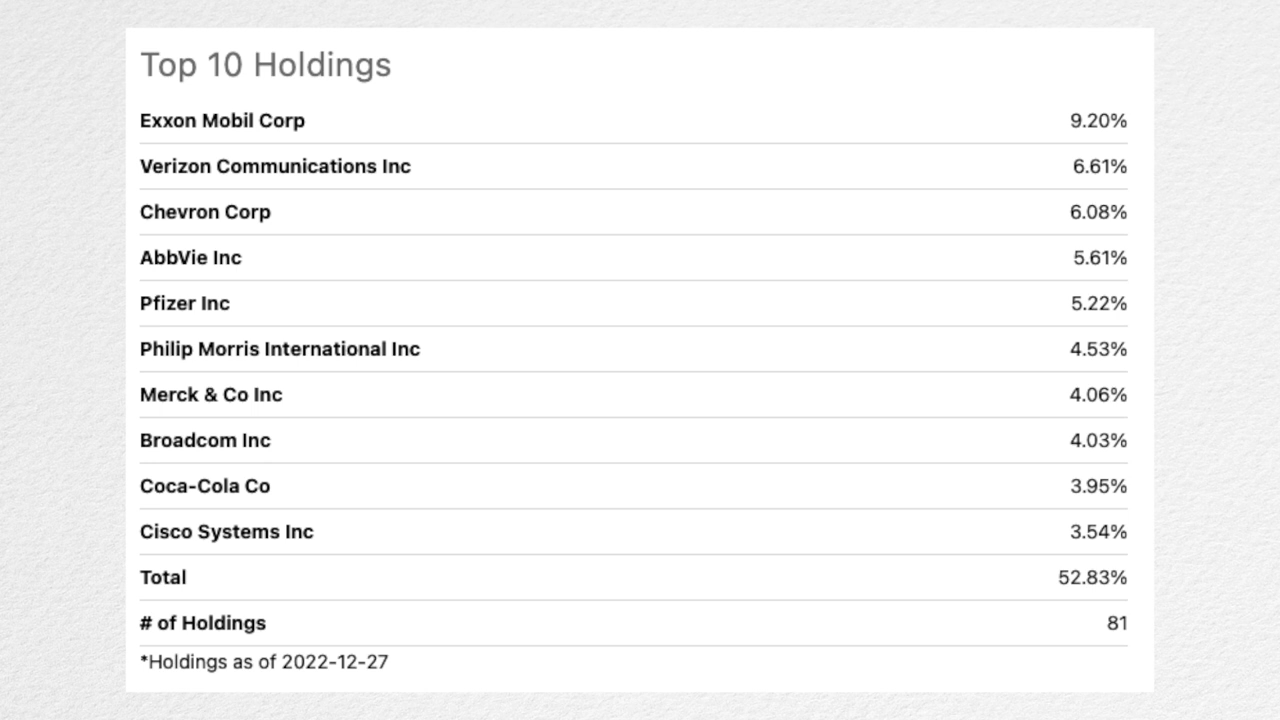 Top 10 Holdings
Exxon Mobil Corp 9.20%
Verizon Communications Inc 6.61%
Chevron Corp 6.08%
AbbVie Inc 5.61%
Pfizer Inc 5.22%
Philip Morris International Inc 4.53%
Merck & Co Inc 4.06%
Broadcom Inc 4.03%
Coca-Cola Co 3.95%
Cisco Systems Inc 3.54%
Total 52.83%
# of Holdings 81
*Holdings as of 2022-12-27